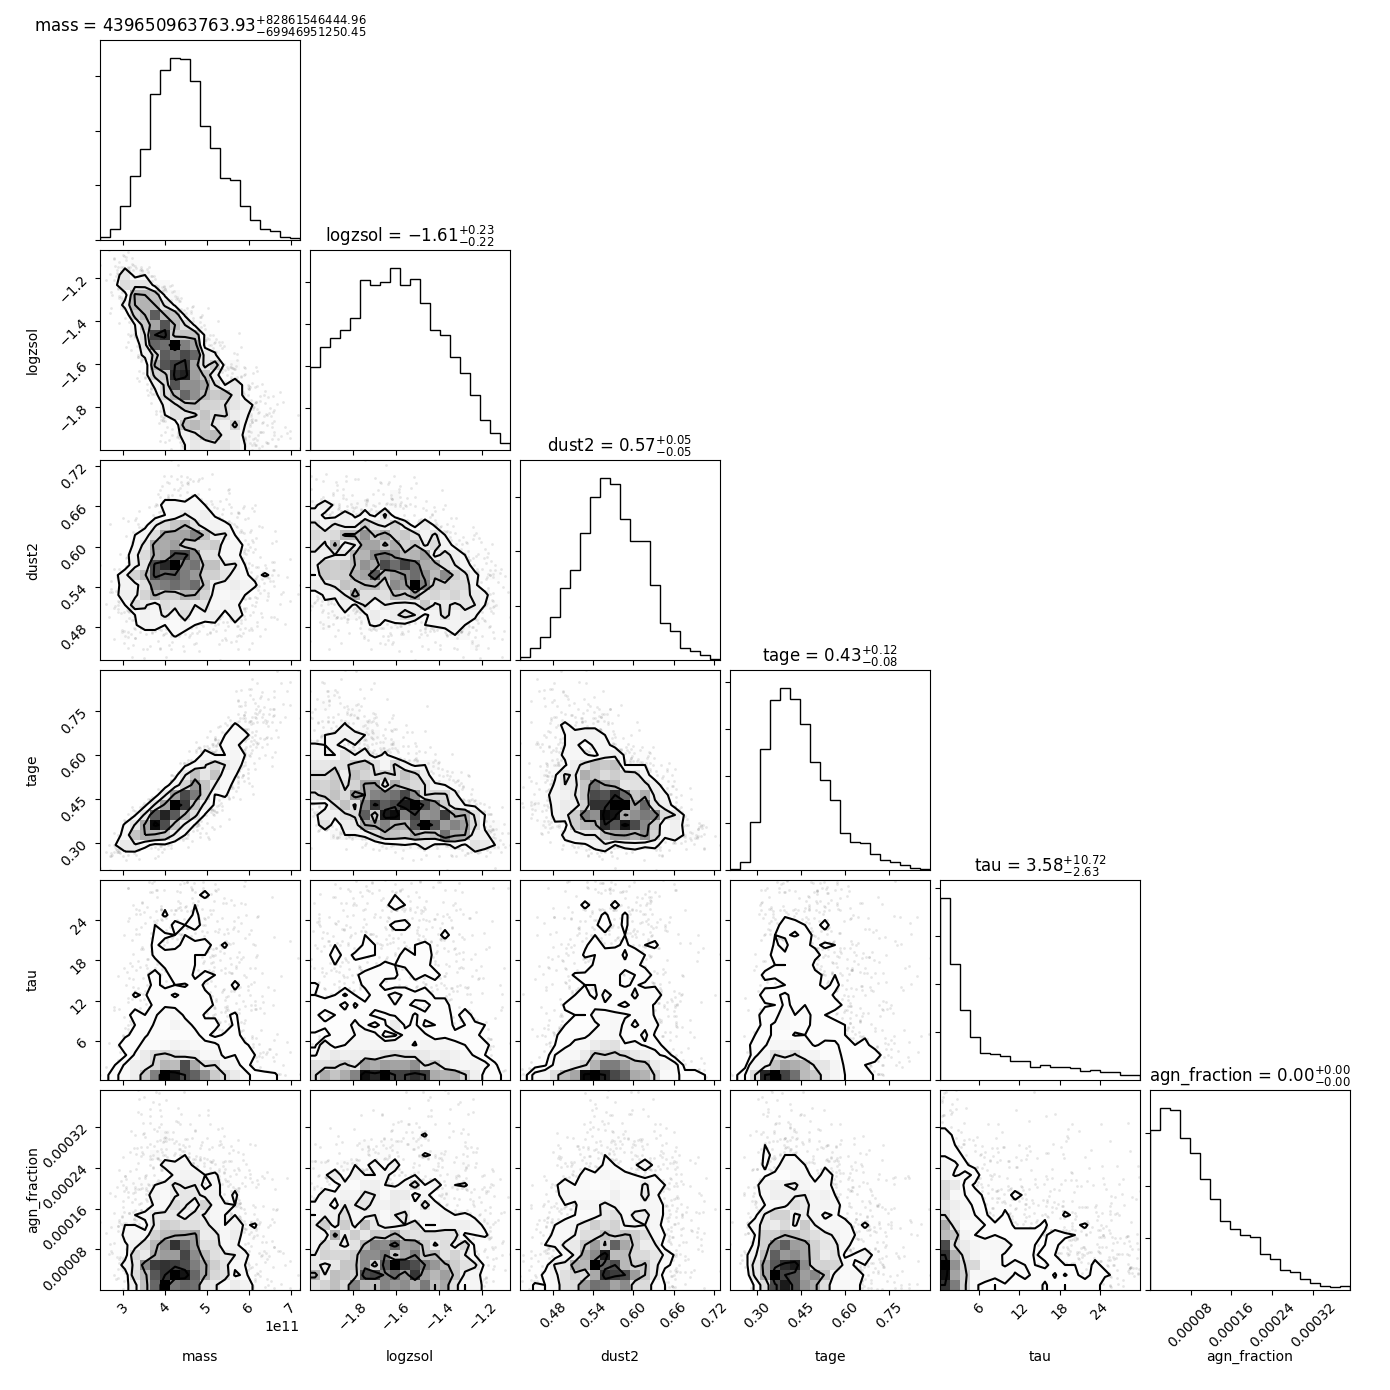 mass = 439650963763.93+82861546444.96−69946951250.45
logzsol = −1.61+0.23−0.22
−1.2
−1.4
−1.6
−1.8
logzsol
dust2 = 0.57+0.05−0.05
0.72
0.66
0.60
0.54
0.48
dust2
tage = 0.43+0.12−0.08
0.75
0.60
0.45
0.30
tage
tau = 3.58+10.72−2.63
24
18
12
6
tau
agn_fraction = 0.00+0.00−0.00
0.00032
0.00024
0.00016
0.00008
agn_fraction
3 4 5 6 7 −1.8 −1.6 −1.4 −1.2 0.48 0.54 0.60 0.66 0.72 0.30 0.45 0.60 0.75 6 12 18 24 0.00008 0.00016 0.00024 0.00032
1e11
mass logzsol dust2 tage tau agn_fraction